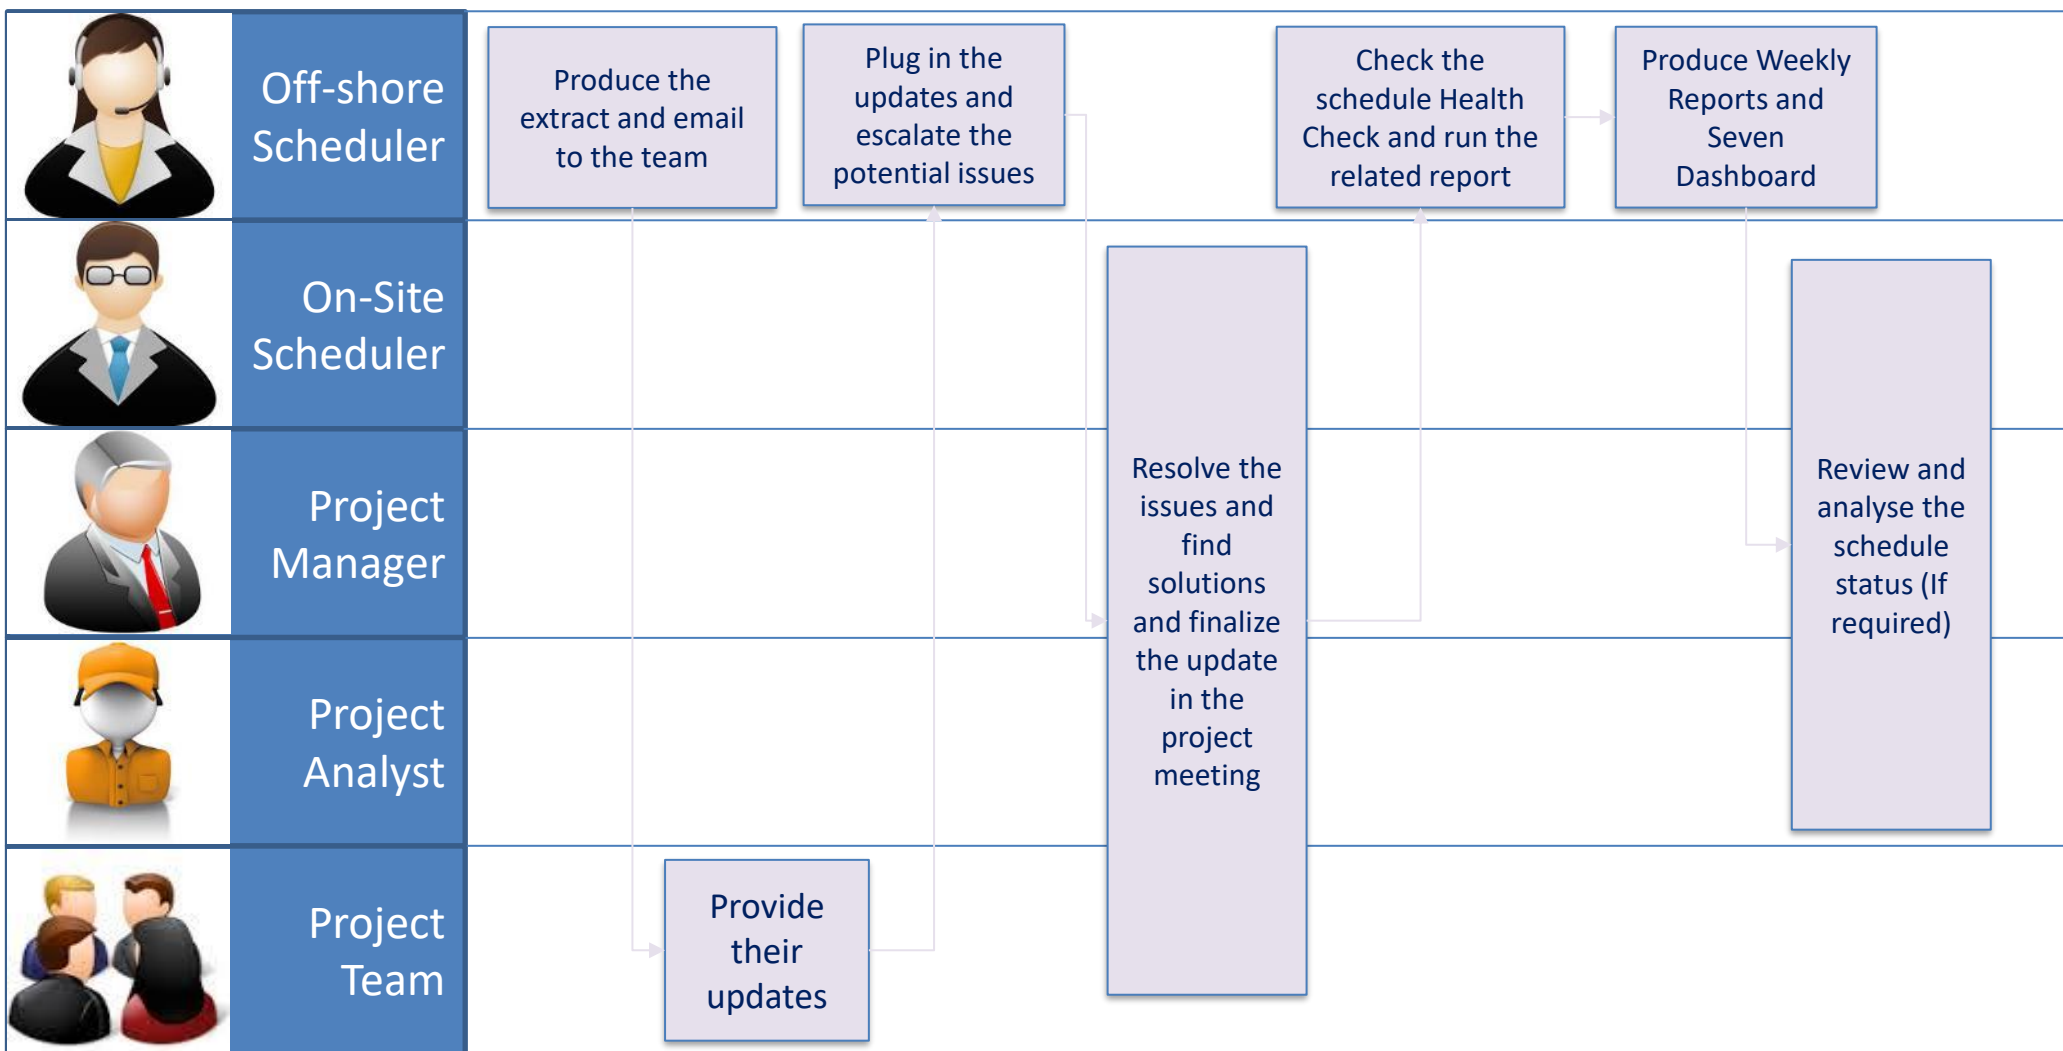 Off-shore
Scheduler
Produce the
extract and email
to the team
Plug in the
updates and
escalate the
potential issues
Check the
schedule Health
Check and run the
related report
Produce Weekly
Reports and
Seven
Dashboard
On-Site
Scheduler
Project
Manager
Resolve the
issues and
find
solutions
and finalize
the update
in the
project
meeting
Review and
analyse the
schedule
status (If
required)
Project
Analyst
Project
Team
Provide
their
updates